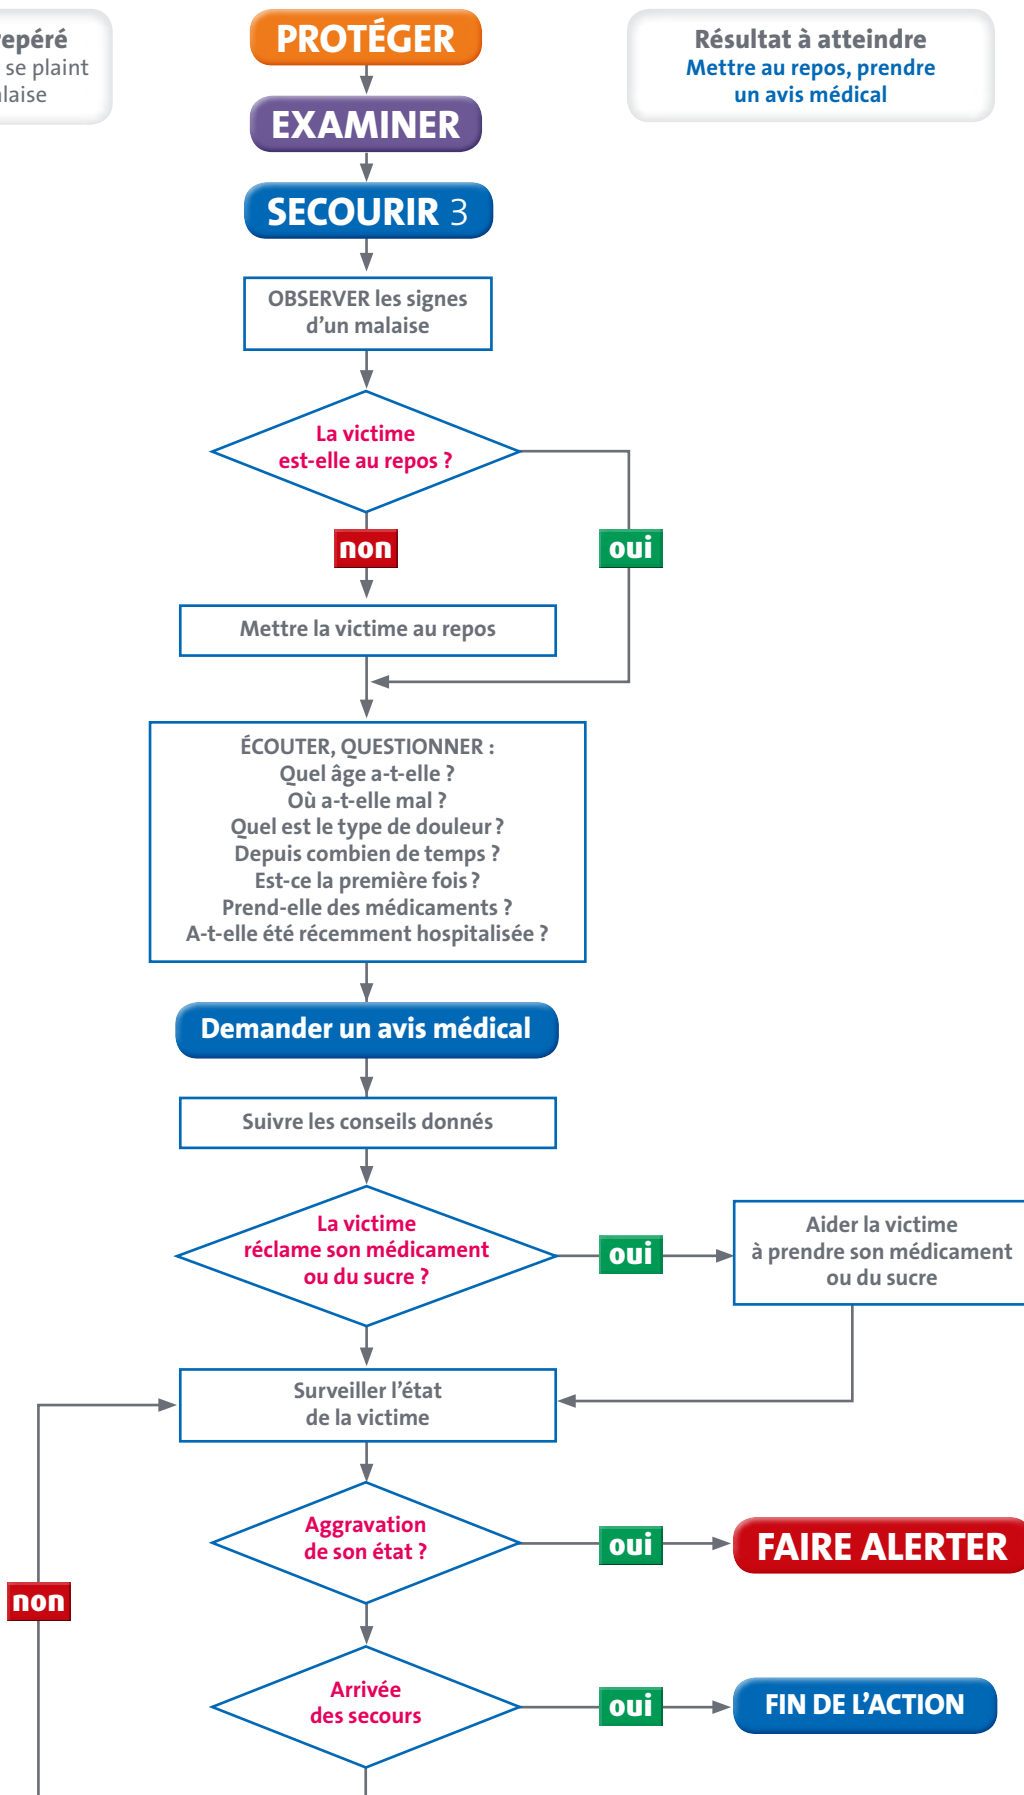 repéré
se plaint
PROTÉGER
Résultat à atteindre
Mettre au repos, prendre
un avis médical
EXAMINER
SECOURIR 3
OBSERVER les signes
d'un malaise
La victime
est-elle au repos ?
non
oui
Mettre la victime au repos
ÉCOUTER, QUESTIONNER :
Quel âge a-t-elle ?
Où a-t-elle mal ?
Quel est le type de douleur ?
Depuis combien de temps ?
Est-ce la première fois ?
Prend-elle des médicaments ?
A-t-elle été récemment hospitalisée ?
Demander un avis médical
Suivre les conseils donnés
La victime
réclame son médicament
ou du sucre ?
oui
Aider la victime
à prendre son médicament
ou du sucre
Surveiller l'état
de la victime
Aggravation
de son état ?
oui
FAIRE ALERTER
non
Arrivée
des secours
oui
FIN DE L'ACTION